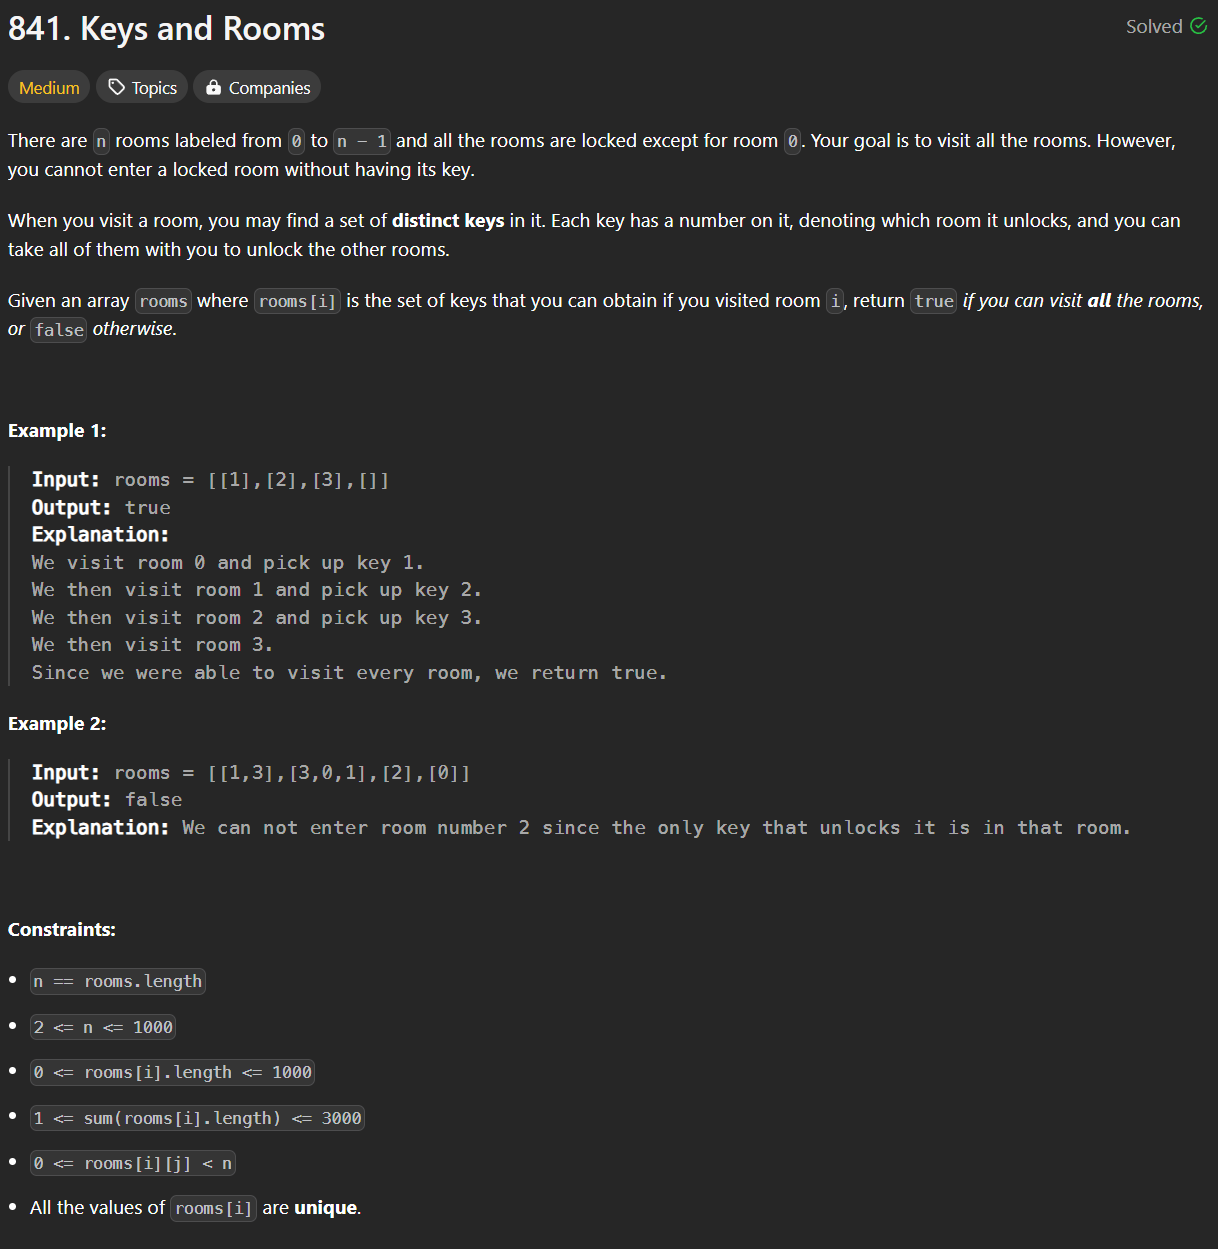 841. Keys and Rooms
Solved
Medium
Topics
Companies
There are n rooms labeled from 0 to n - 1 and all the rooms are locked except for room 0. Your goal is to visit all the rooms. However,
you cannot enter a locked room without having its key.
When you visit a room, you may find a set of distinct keys in it. Each key has a number on it, denoting which room it unlocks, and you can
take all of them with you to unlock the other rooms.
Given an array rooms where rooms[i] is the set of keys that you can obtain if you visited room i, return true if you can visit all the rooms,
or false otherwise.
Example 1:
Input: rooms = [[1],[2],[3],[]]
Output: true
Explanation:
We visit room 0 and pick up key 1.
We then visit room 1 and pick up key 2.
We then visit room 2 and pick up key 3.
We then visit room 3.
Since we were able to visit every room, we return true.
Example 2:
Input: rooms = [[1,3],[3,0,1],[2],[0]]
Output: false
Explanation: We can not enter room number 2 since the only key that unlocks it is in that room.
Constraints:
• n == rooms.length
• 2 <= n <= 1000
• 0 <= rooms[i].length <= 1000
• 1 <= sum(rooms[i].length) <= 3000
• 0 <= rooms[i][j] < n
• All the values of rooms[i] are unique.